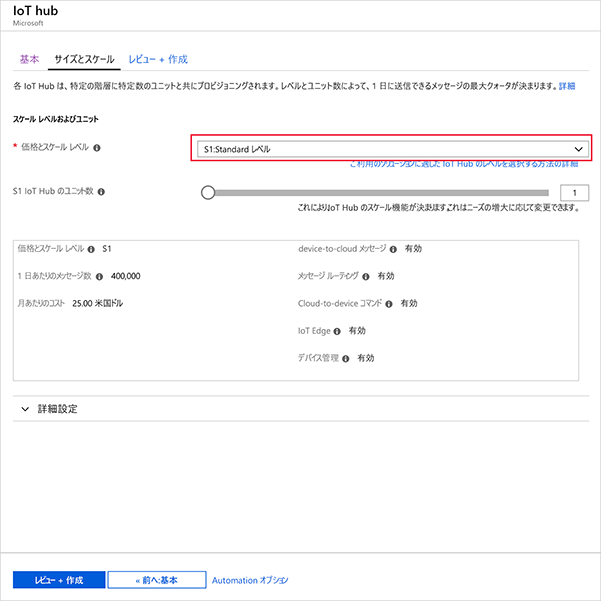 IoT hub
Microsoft
基本 サイズとスケール レビュー + 作成
各 IoT Hub は、特定の階層に特定数のユニットと共にプロビジョニングされます。レベルとユニット数によって、1 日に送信できるメッセージの最大クォータが決まります。詳細
スケール レベルおよびユニット
* 価格とスケール レベル
S1:Standard レベル
ご利用のソリューションに適した IoT Hub のレベルを選択する方法の詳細
S1 IoT Hub のユニット数
1
これによりIoT Hub のスケール機能が決まります。これはニーズの増大に応じて変更できます。
価格とスケール レベル S1
device-to-cloud メッセージ 有効
1 日あたりのメッセージ数 400,000
メッセージ ルーティング 有効
月あたりのコスト 25.00 米国ドル
Cloud-to-device コマンド 有効
IoT Edge 有効
デバイス管理 有効
詳細設定
レビュー + 作成
« 前へ:基本
Automation オプション